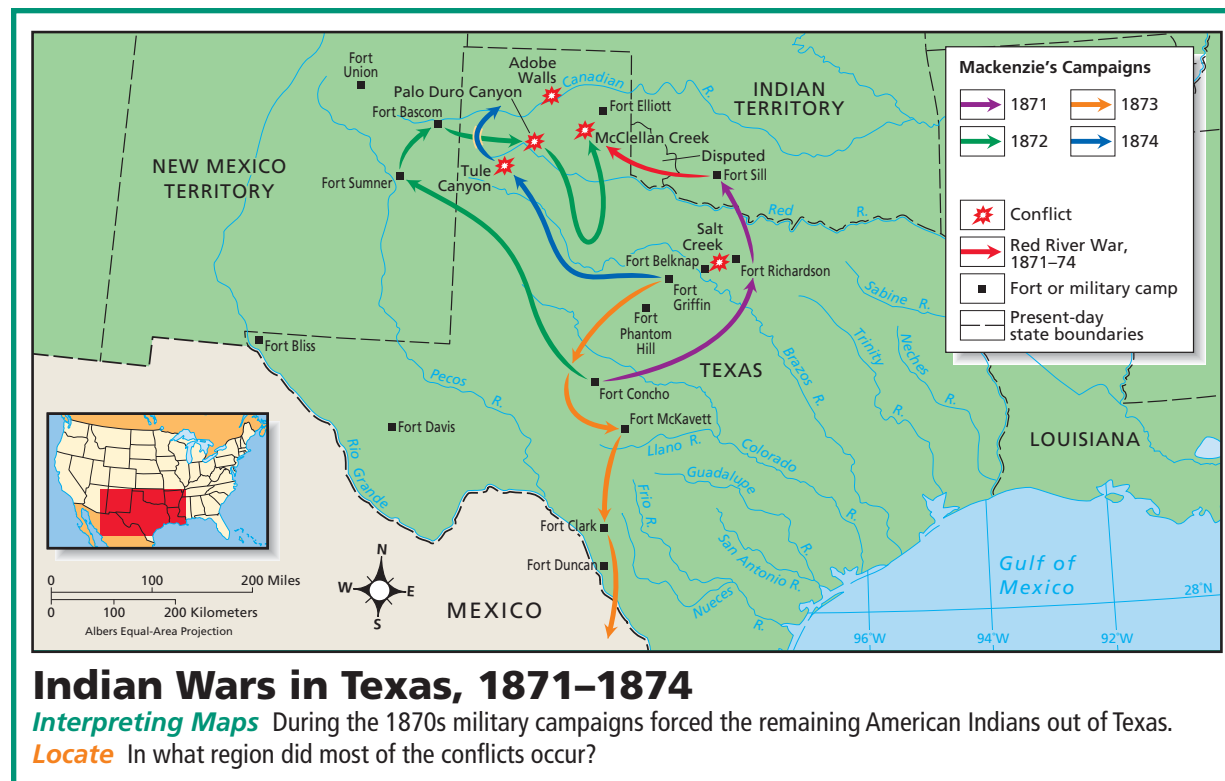 Fort
Union
Adobe
Walls
Canadian
R.
Palo Duro Canyon
Fort Bascom
Fort Elliott
INDIAN
TERRITORY
McClellan Creek
Disputed
Fort Sill
NEW MEXICO
TERRITORY
Fort Sumner
Tule
Canyon
Red
R.
Salt
Creek
Fort Belknap
Fort Richardson
Fort
Griffin
Fort
Phantom
Hill
Fort Bliss
TEXAS
Brazos R.
Trinity R.
Neches R.
Sabine R.
Pecos R.
Fort Concho
Fort Davis
Fort McKavett
Rio Grande
Llano R.
Colorado R.
Guadalupe R.
LOUISIANA
Frio R.
Fort Clark
San Antonio R.
Fort Duncan
Nueces R.
MEXICO
Gulf of
Mexico
28°N
96°W
94°W
92°W
Mackenzie's Campaigns
1871
1873
1872
1874
Conflict
Red River War,
1871–74
Fort or military camp
Present-day
state boundaries
N
W
E
S
0 100 200 Miles
0 100 200 Kilometers
Albers Equal-Area Projection
Indian Wars in Texas, 1871–1874
Interpreting Maps During the 1870s military campaigns forced the remaining American Indians out of Texas.
Locate In what region did most of the conflicts occur?